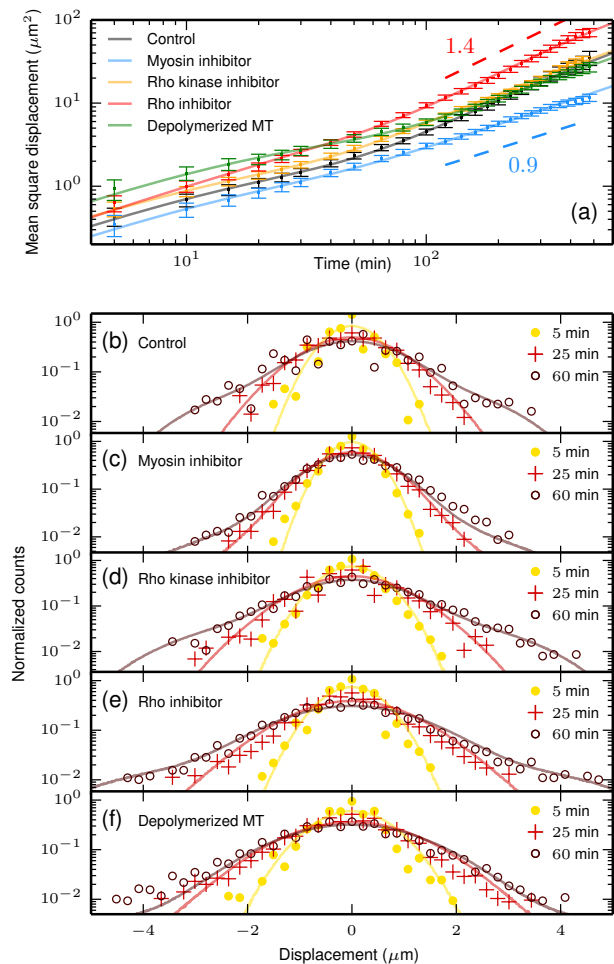 10²
Mean square displacement (μm²)
Control
Myosin inhibitor
Rho kinase inhibitor
Rho inhibitor
Depolymerized MT
1.4
10¹
10⁰
0.9
(a)
10¹
Time (min)
10²
10⁰
(b) Control
5 min
25 min
60 min
10⁻¹
10⁻²
10⁰
(c) Myosin inhibitor
5 min
25 min
60 min
10⁻¹
10⁻²
10⁰
(d) Rho kinase inhibitor
5 min
25 min
60 min
10⁻¹
10⁻²
Normalized counts
10⁰
(e) Rho inhibitor
5 min
25 min
60 min
10⁻¹
10⁻²
10⁰
(f) Depolymerized MT
5 min
25 min
60 min
10⁻¹
10⁻²
−4 −2 0 2 4
Displacement (μm)